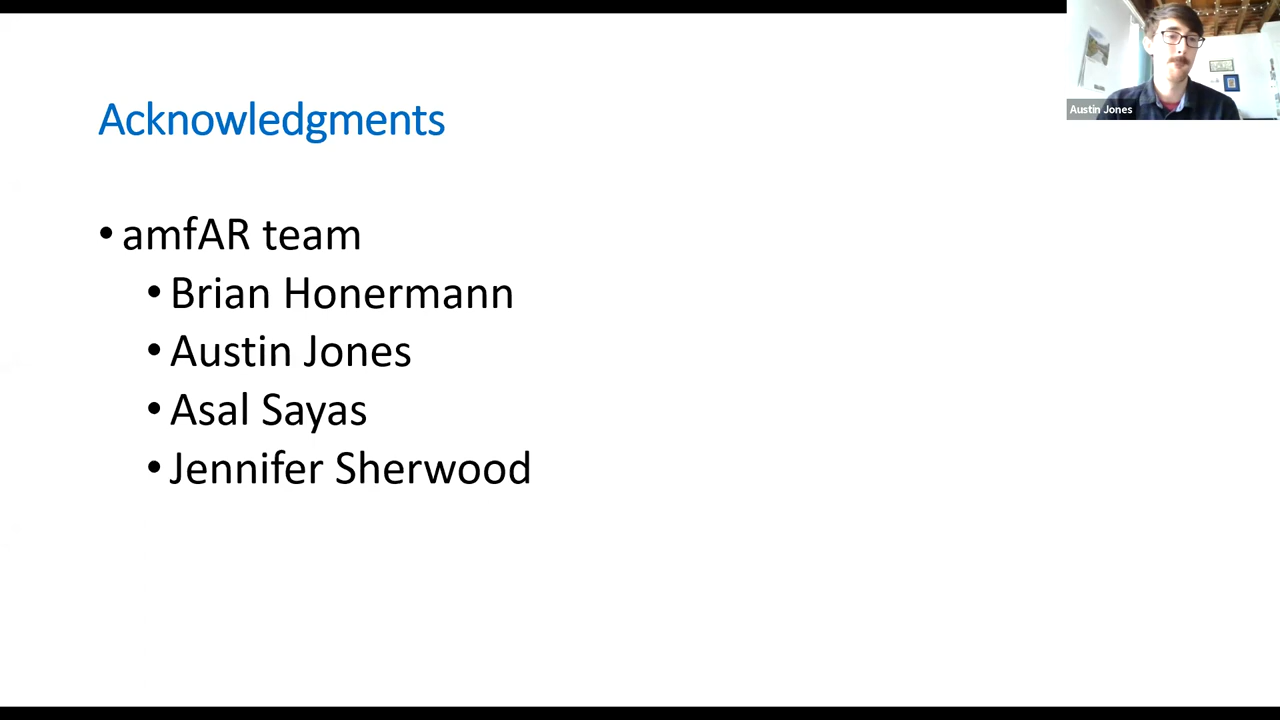 Austin Jones
Acknowledgments
• amfAR team
• Brian Honermann
• Austin Jones
• Asal Sayas
• Jennifer Sherwood